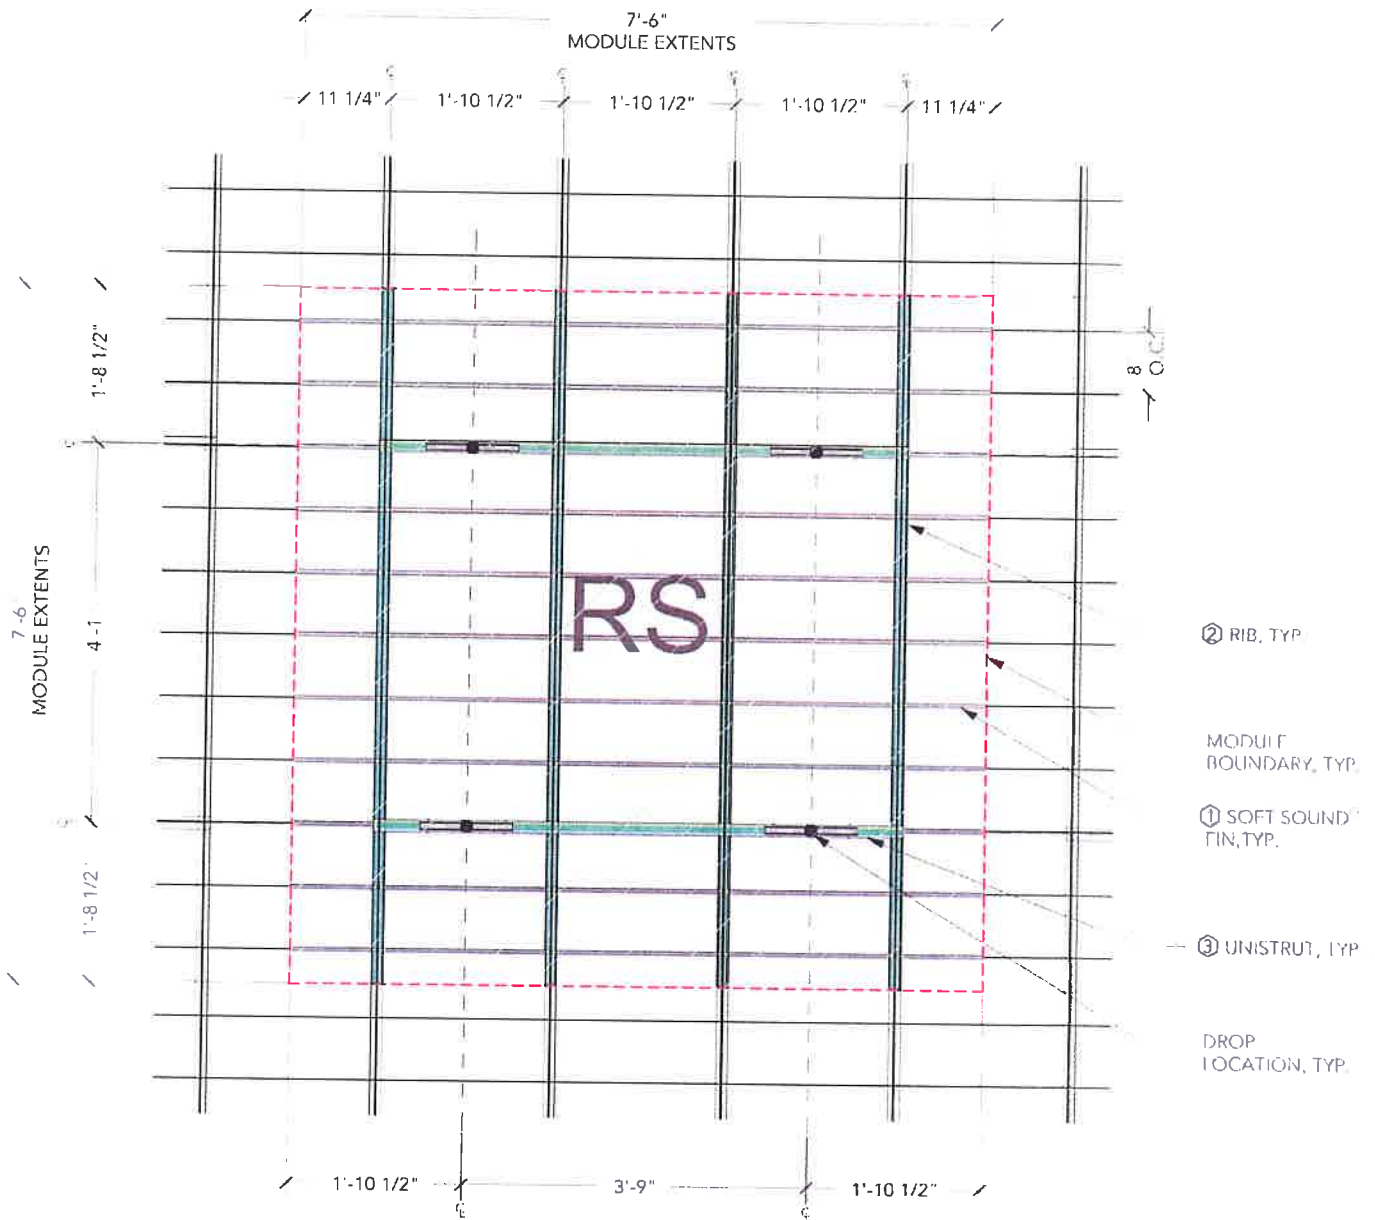 7'-6"
MODULE EXTENTS
11 1/4"
1'-10 1/2"
1'-10 1/2"
1'-10 1/2"
11 1/4"
1'-8 1/2"
8
O.C.
7-6
MODULE EXTENTS
4-1
RS
② RIB, TYP.
MODULE
BOUNDARY, TYP.
① SOFT SOUND
FIN, TYP.
1'-8 1/2
③ UNISTRUT, TYP
DROP
LOCATION, TYP.
1'-10 1/2"
3'-9"
1'-10 1/2"